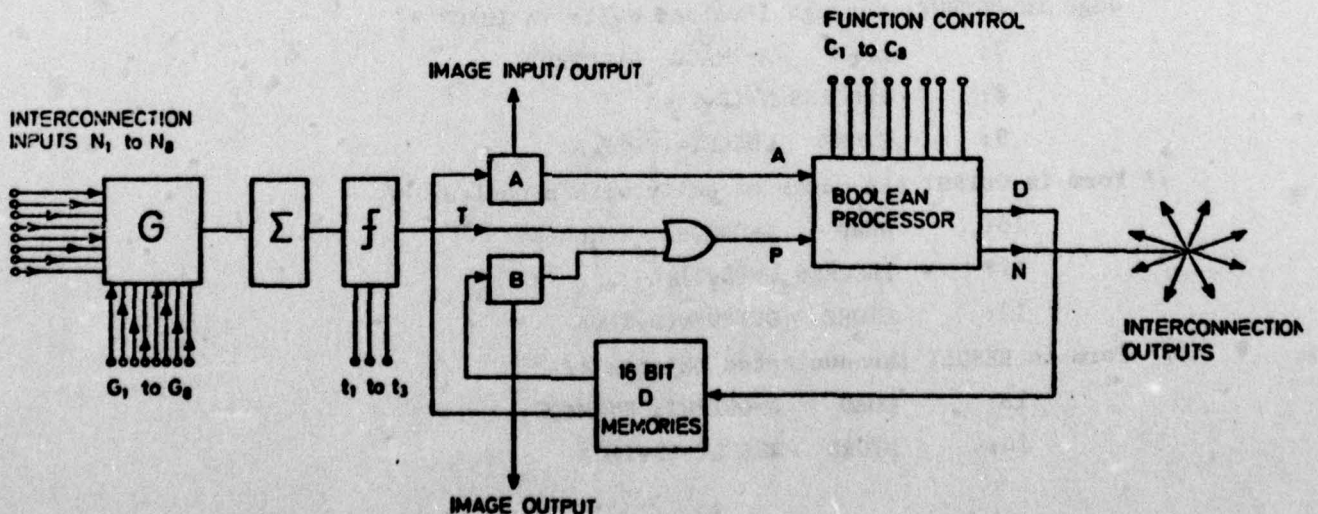 FUNCTION CONTROL
C1 to C8
IMAGE INPUT/OUTPUT
INTERCONNECTION
INPUTS N1 to N8
G
Σ
A
A
T
P
B
BOOLEAN
PROCESSOR
D
N
G1 to G8
t1 to t3
16 BIT
D
MEMORIES
INTERCONNECTION
OUTPUTS
IMAGE OUTPUT